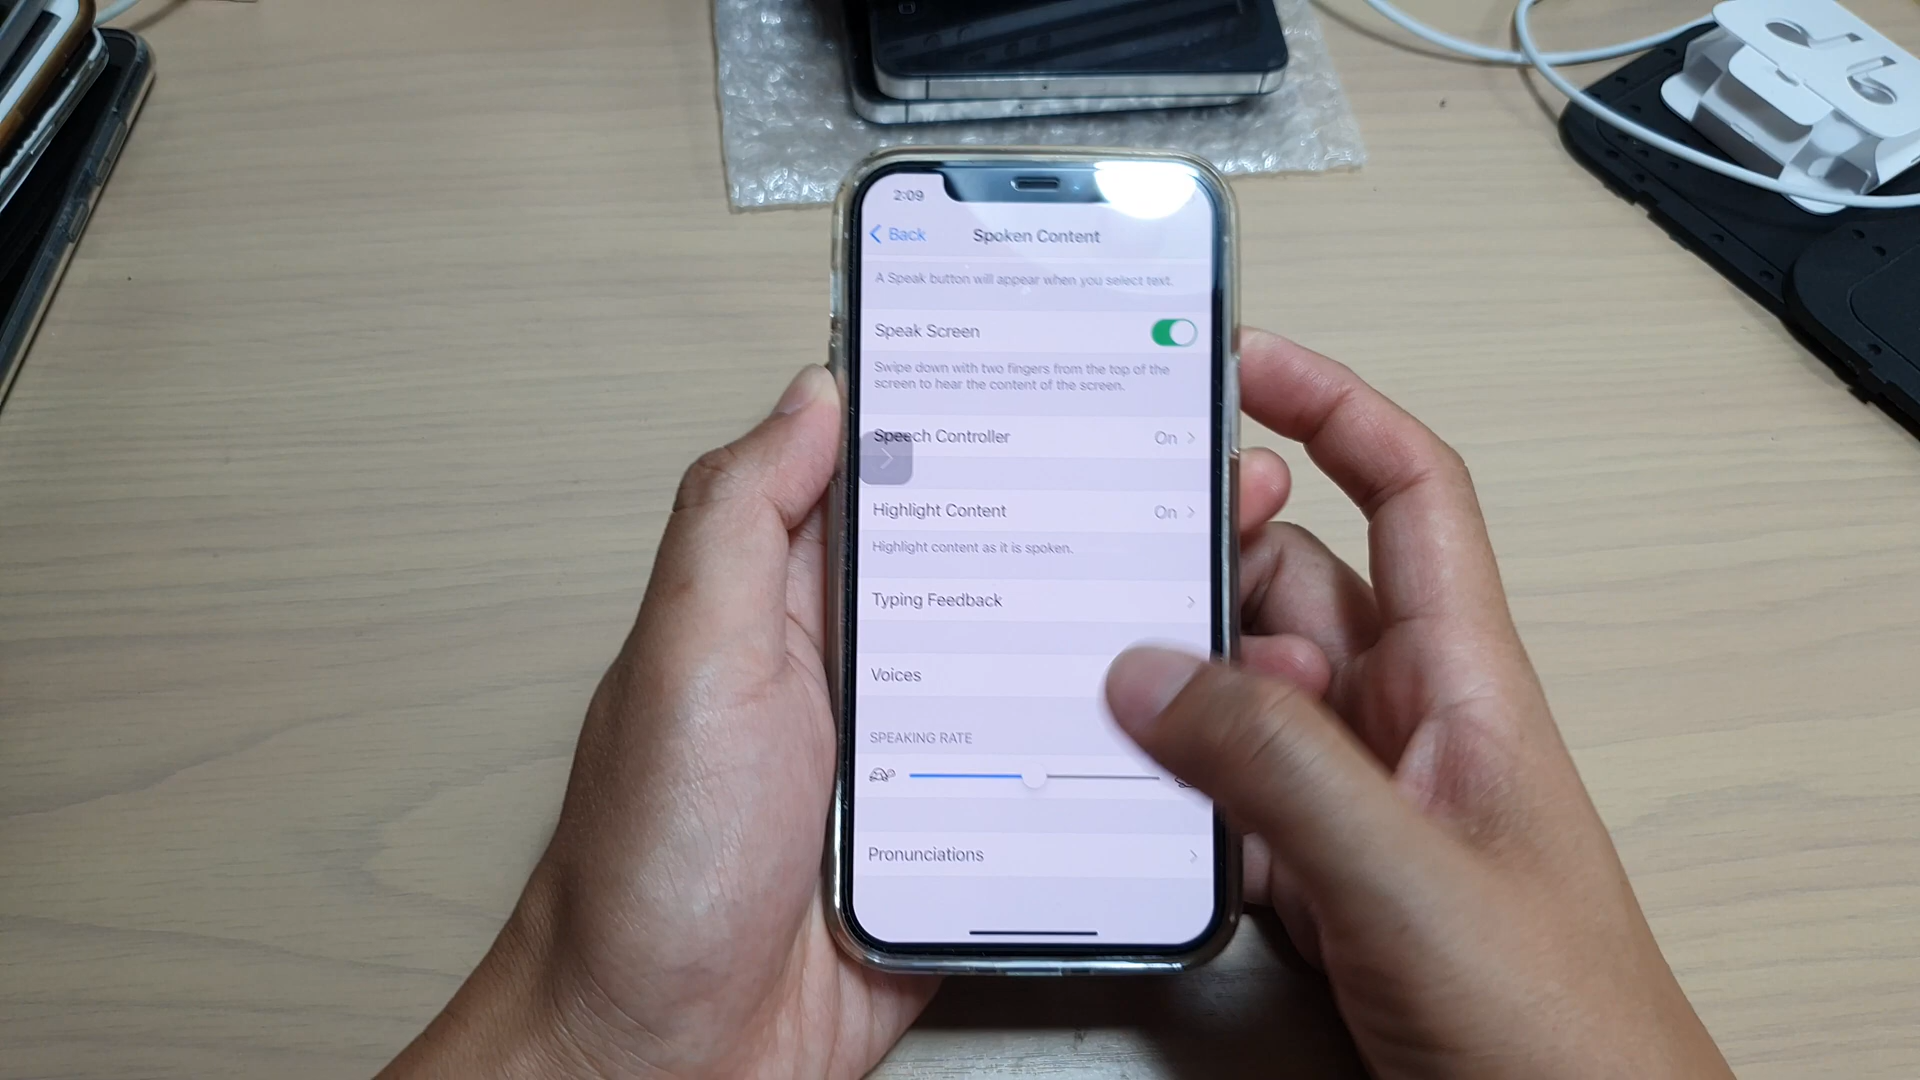 2:09
Back
Spoken Content
A Speak button will appear when you select text.
Speak Screen
Swipe down with two fingers from the top of the
screen to hear the content of the screen.
Speech Controller On
Highlight Content On
Highlight content as it is spoken.
Typing Feedback
Voices
SPEAKING RATE
Pronunciations